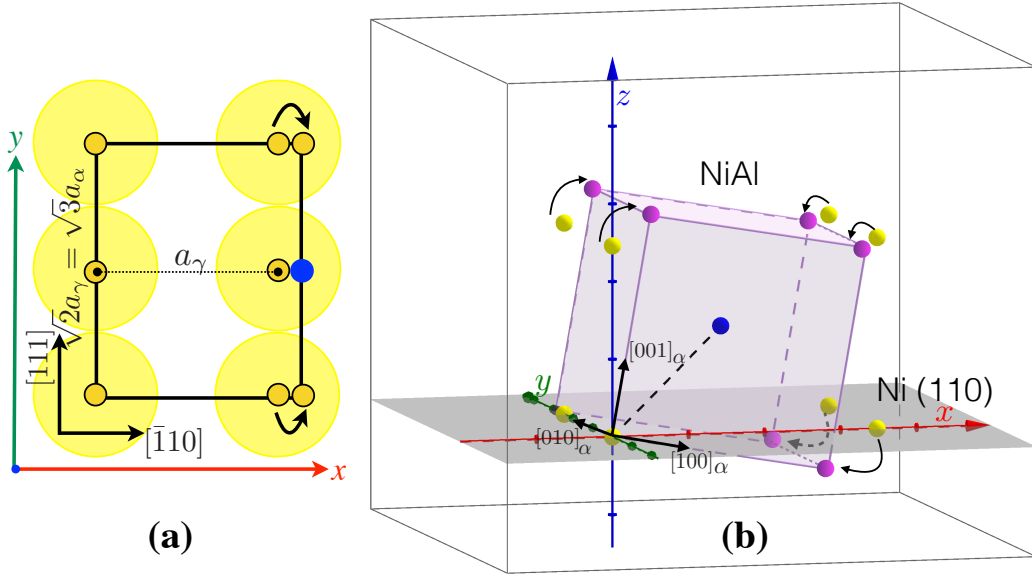 y
√2a_γ = √3a_α
a_γ
[111]
[1̄10]
x
(a)
z
NiAl
[001]_α
y
Ni (110)
x
[010]_α
[100]_α
(b)